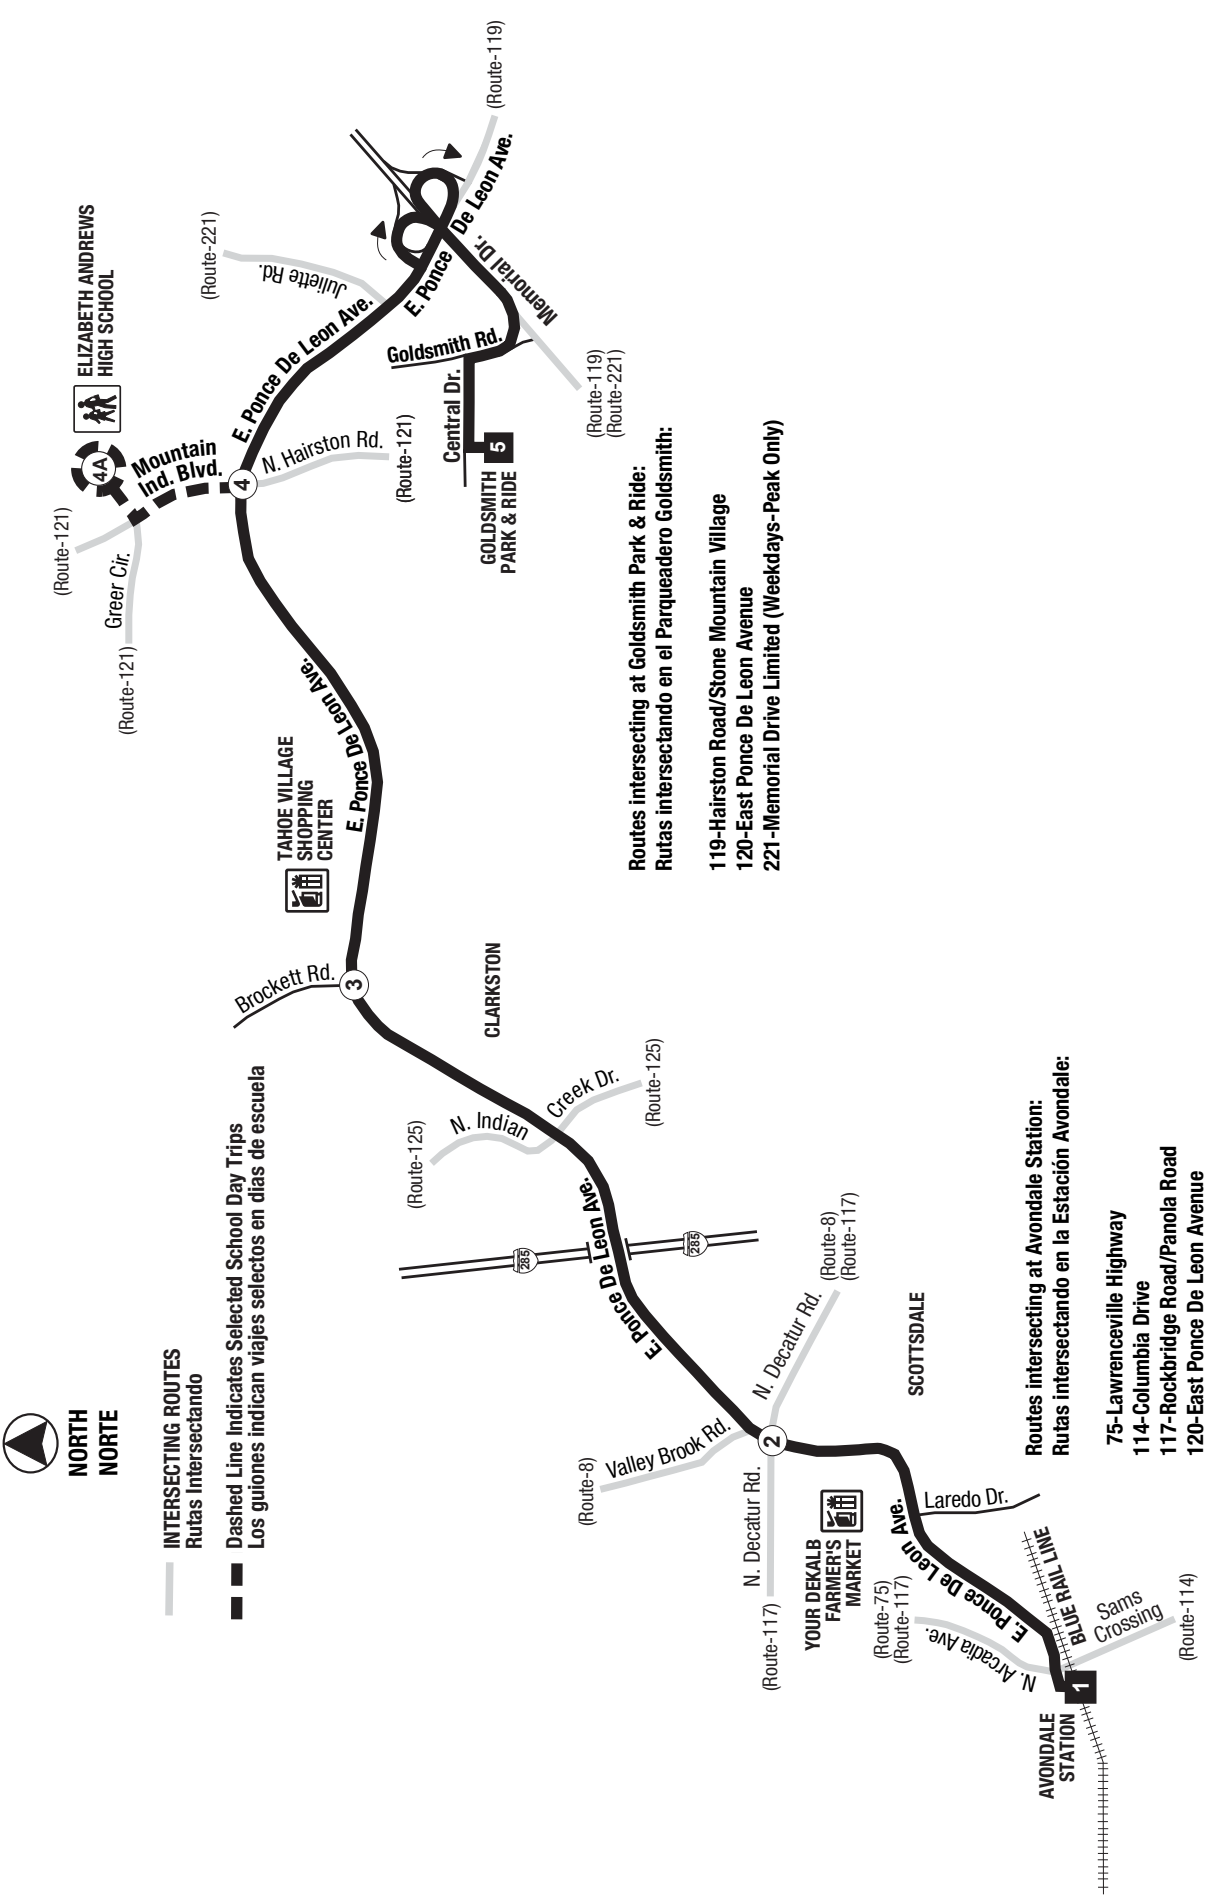 NORTH
NORTE
INTERSECTING ROUTES
Rutas Intersectando
Dashed Line Indicates Selected School Day Trips
Los guiones indican viajes selectos en dias de escuela
(Route-121)
Greer Cir.
(Route-121)
4A
ELIZABETH ANDREWS
HIGH SCHOOL
Mountain
Ind. Blvd.
4
N. Hairston Rd.
(Route-121)
E. Ponce De Leon Ave.
(Route-221)
Juliette Rd.
E. Ponce
De Leon Ave.
(Route-119)
Memorial Dr.
(Route-119)
(Route-221)
Goldsmith Rd.
Central Dr.
5
GOLDSMITH
PARK & RIDE
E. Ponce De Leon Ave.
TAHOE VILLAGE
SHOPPING
CENTER
Brockett Rd.
3
CLARKSTON
(Route-125)
N. Indian
Creek Dr.
(Route-125)
285
285
E. Ponce De Leon Ave.
(Route-8)
Valley Brook Rd.
N. Decatur Rd.
(Route-8)
(Route-117)
2
N. Decatur Rd.
(Route-117)
SCOTTSDALE
YOUR DEKALB
FARMER'S
MARKET
Laredo Dr.
E. Ponce De Leon Ave.
(Route-75)
(Route-117)
N. Arcadia Ave.
BLUE RAIL LINE
Sams
Crossing
(Route-114)
1
AVONDALE
STATION
Routes intersecting at Goldsmith Park & Ride:
Rutas intersectando en el Parqueadero Goldsmith:
119-Hairston Road/Stone Mountain Village
120-East Ponce De Leon Avenue
221-Memorial Drive Limited (Weekdays-Peak Only)
Routes intersecting at Avondale Station:
Rutas intersectando en la Estación Avondale:
75-Lawrenceville Highway
114-Columbia Drive
117-Rockbridge Road/Panola Road
120-East Ponce De Leon Avenue